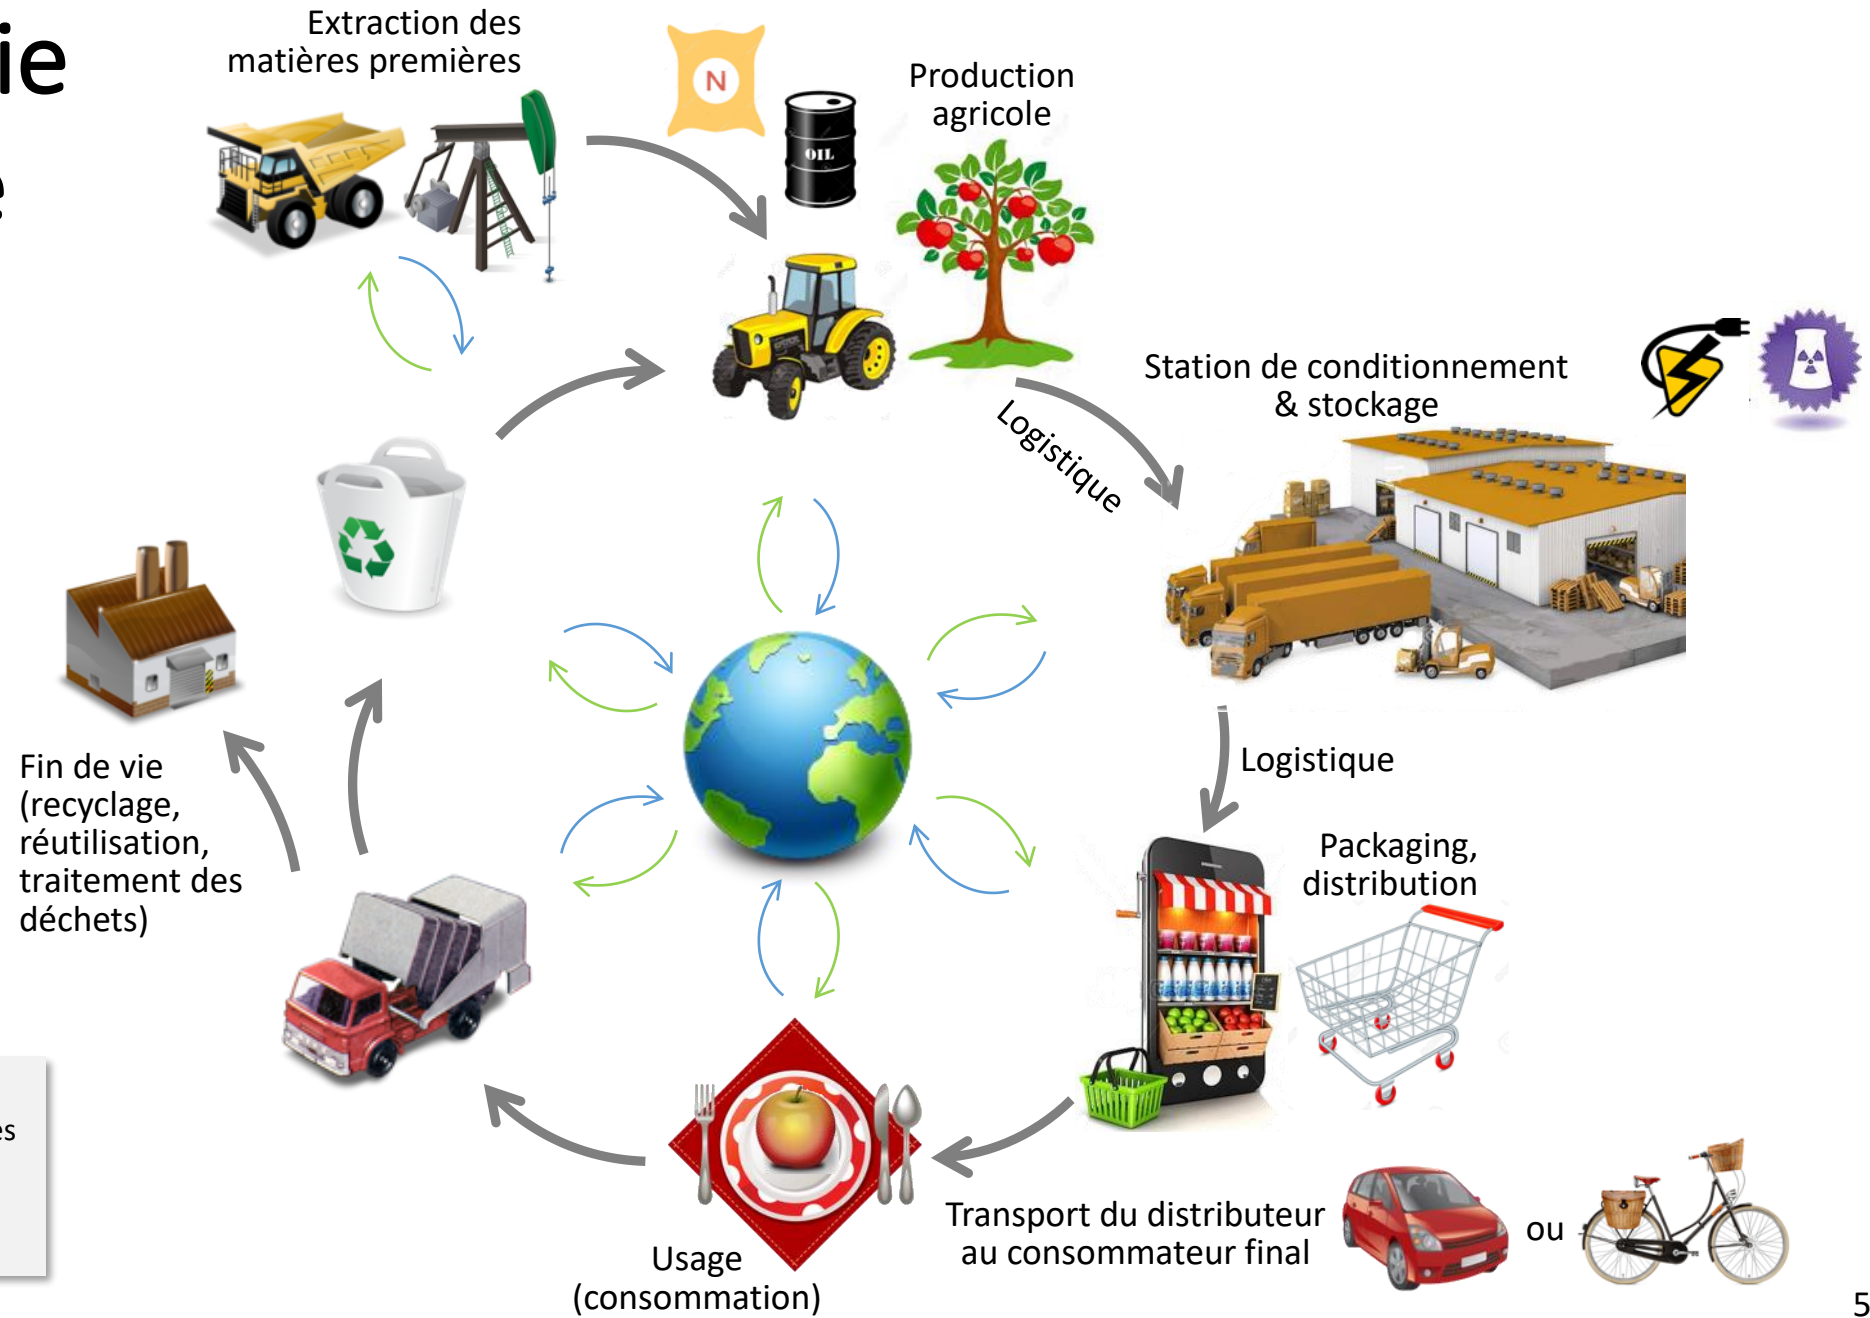 ie
e
Extraction des
matières premières
N
OIL
Production
agricole
Station de conditionnement
& stockage
Logistique
Logistique
Fin de vie
(recyclage,
réutilisation,
traitement des
déchets)
Packaging,
distribution
es
Transport du distributeur
au consommateur final
ou
Usage
(consommation)
5